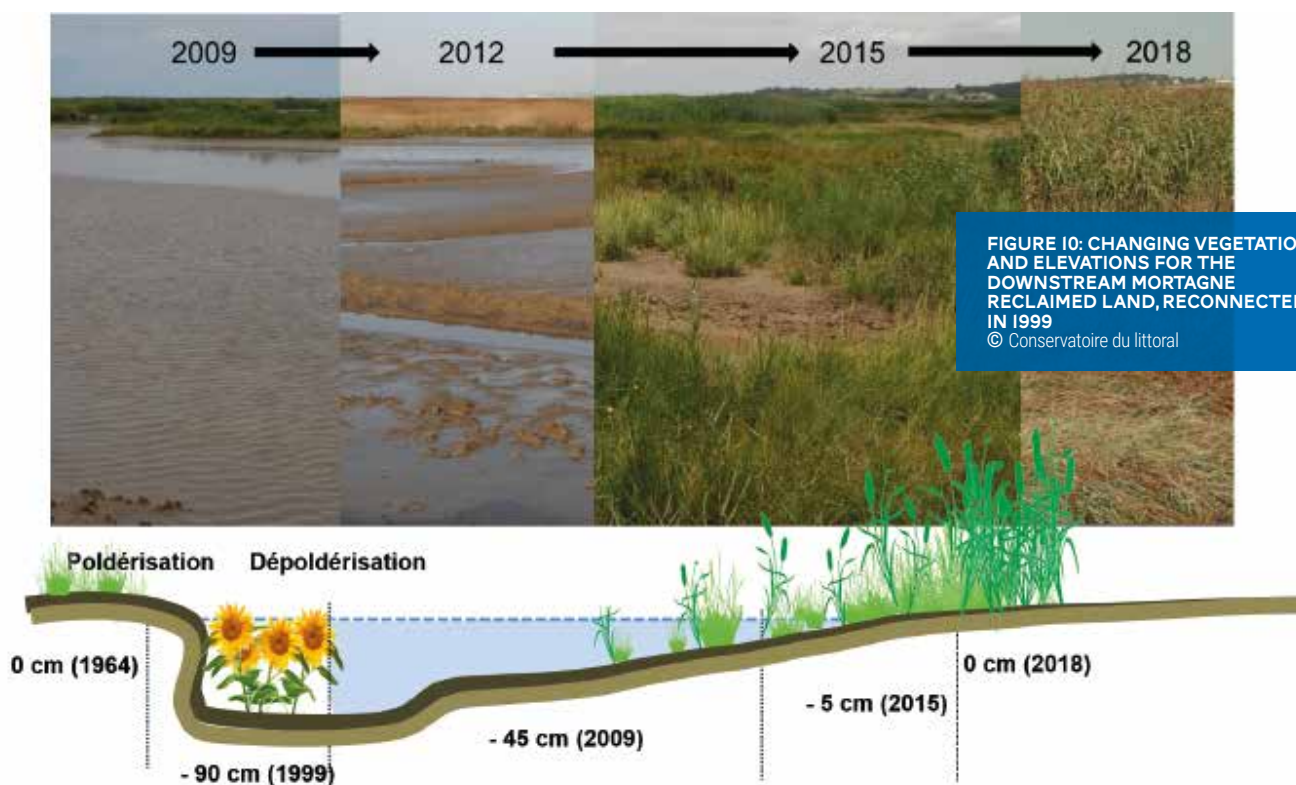 2009 2012 2015 2018
FIGURE 10: CHANGING VEGETATIO
AND ELEVATIONS FOR THE
DOWNSTREAM MORTAGNE
RECLAIMED LAND, RECONNECTE
IN 1999
© Conservatoire du littoral
Poldérisation Dépoldérisation
0 cm (1964)
- 90 cm (1999)
- 45 cm (2009)
- 5 cm (2015)
0 cm (2018)